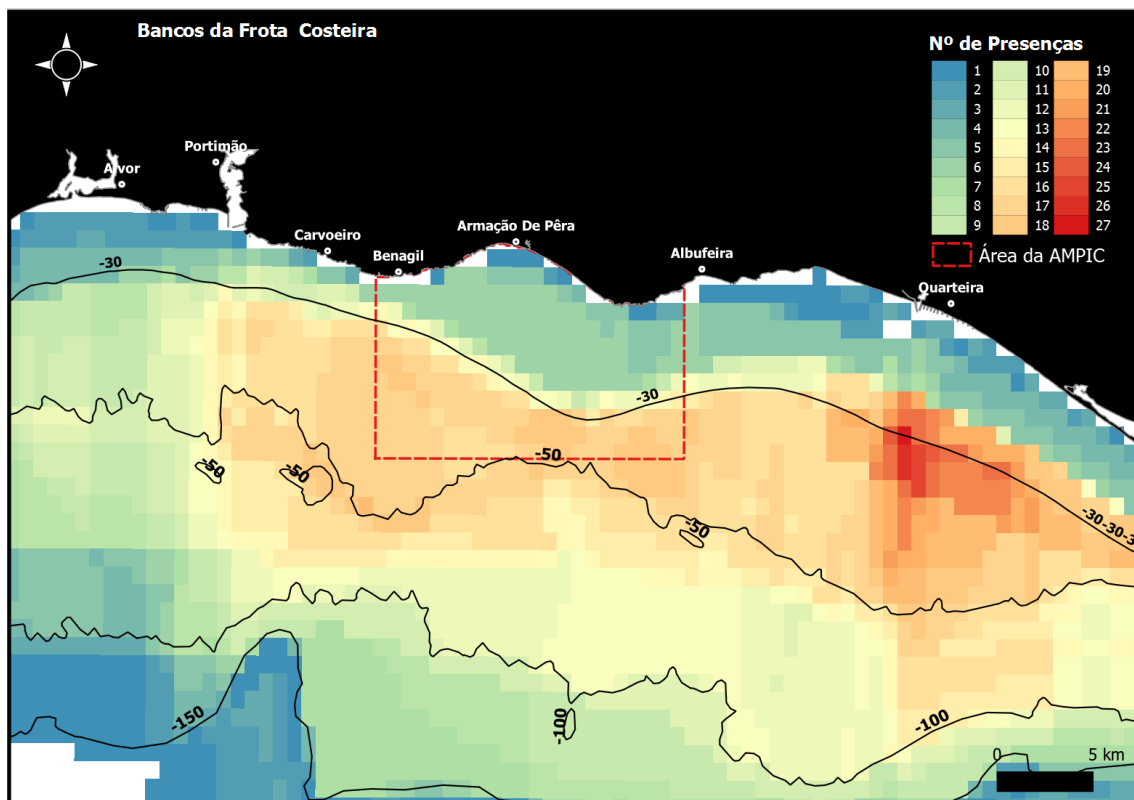 Bancos da Frota Costeira
Nº de Presenças
1 10 19
2 11 20
3 12 21
4 13 22
5 14 23
6 15 24
7 16 25
8 17 26
9 18 27
Área da AMPIC
Portimão
Alvor
Carvoeiro
Benagil
Armação De Pêra
Albufeira
Quarteira
-30
-30
-50
-50
-50
-50
-30
-30
-150
-100
-100
0 5 km